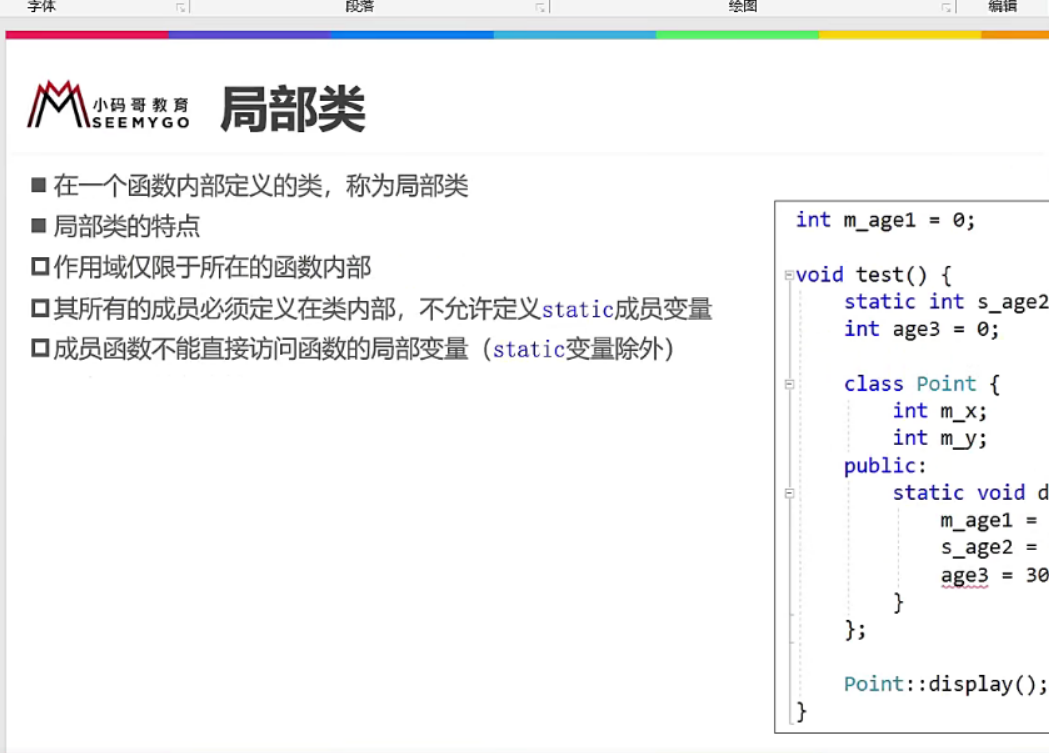 字体
段落
绘图
编辑
小码哥教育
SEEMYGO
局部类
在一个函数内部定义的类，称为局部类
局部类的特点
作用域仅限于所在的函数内部
其所有的成员必须定义在类内部，不允许定义static成员变量
成员函数不能直接访问函数的局部变量（static变量除外）
int m_age1 = 0;
void test() {
static int s_age2
int age3 = 0;
class Point {
int m_x;
int m_y;
public:
static void d
m_age1 =
s_age2 =
age3 = 30
}
};
Point::display();
}